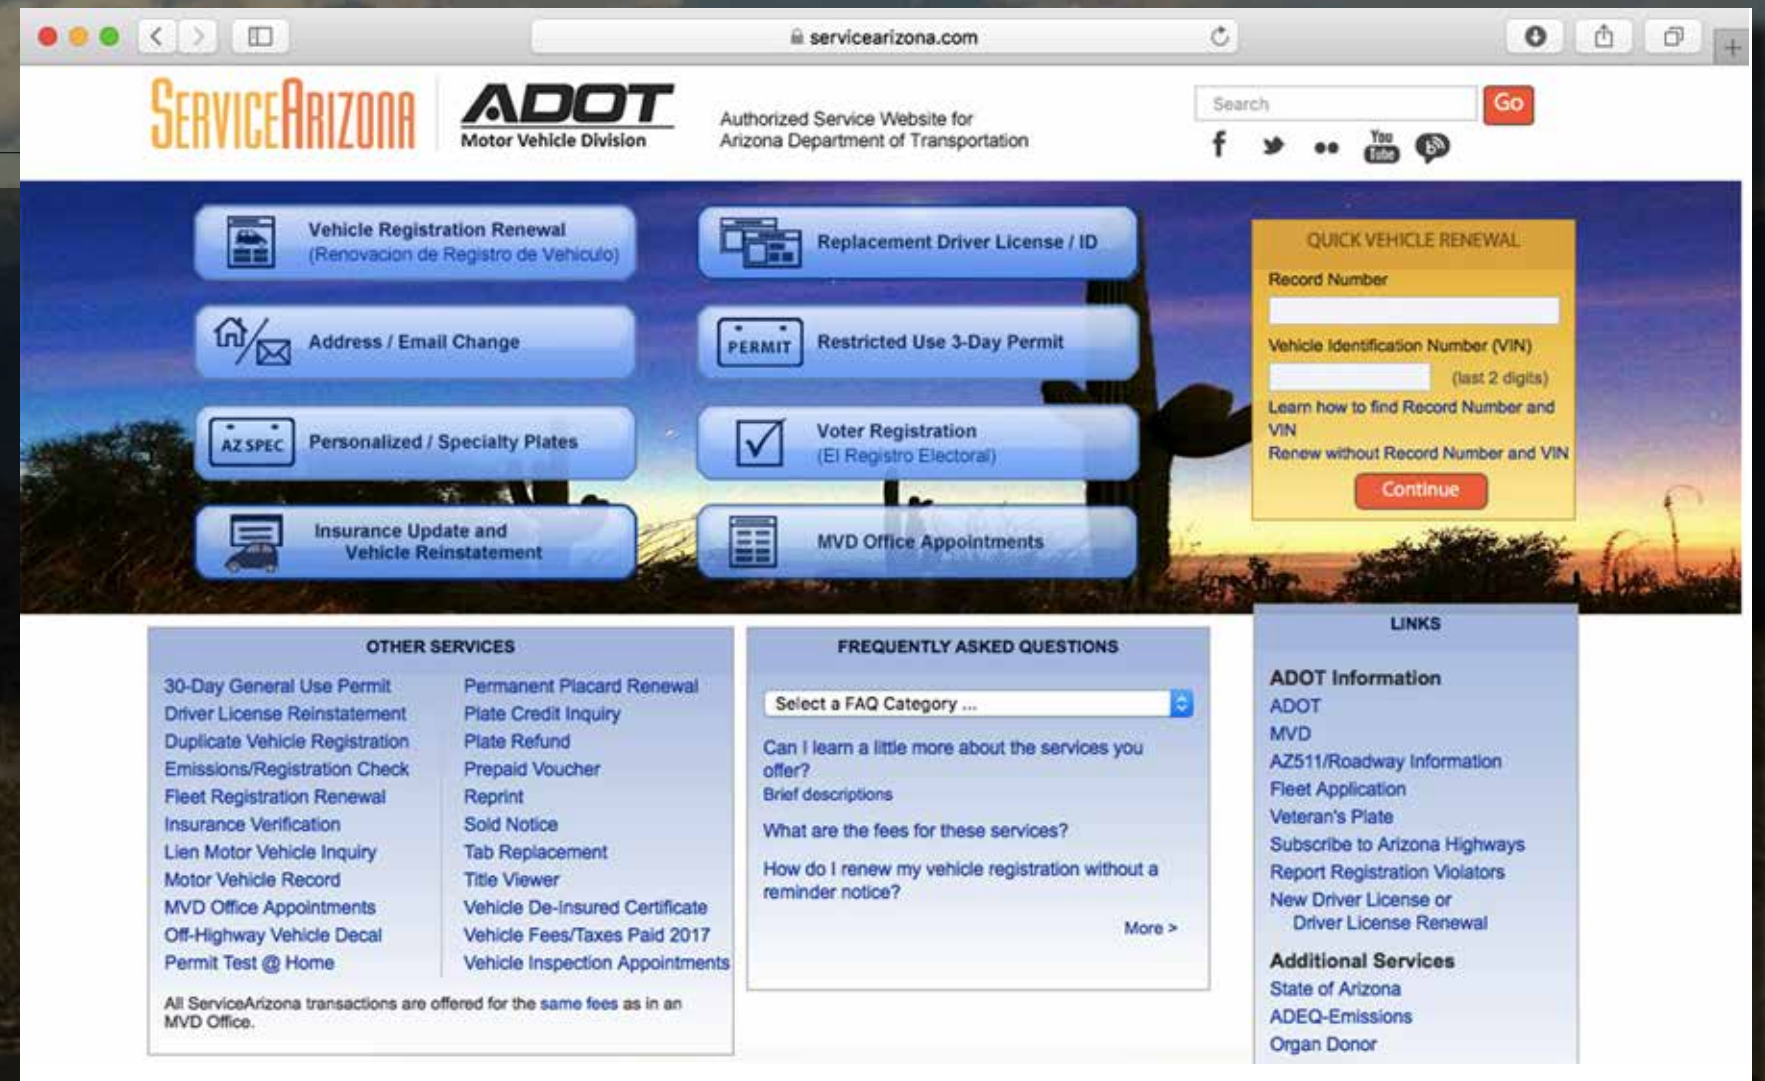 servicearizona.com
SERVICEARIZONA
ADOT
Motor Vehicle Division
Authorized Service Website for
Arizona Department of Transportation
Search
Go
f
You
Tube
Vehicle Registration Renewal
(Renovacion de Registro de Vehiculo)
Replacement Driver License / ID
Address / Email Change
PERMIT
Restricted Use 3-Day Permit
AZ SPEC
Personalized / Specialty Plates
Voter Registration
(El Registro Electoral)
Insurance Update and
Vehicle Reinstatement
MVD Office Appointments
QUICK VEHICLE RENEWAL
Record Number
Vehicle Identification Number (VIN)
(last 2 digits)
Learn how to find Record Number and
VIN
Renew without Record Number and VIN
Continue
OTHER SERVICES
30-Day General Use Permit
Driver License Reinstatement
Duplicate Vehicle Registration
Emissions/Registration Check
Fleet Registration Renewal
Insurance Verification
Lien Motor Vehicle Inquiry
Motor Vehicle Record
MVD Office Appointments
Off-Highway Vehicle Decal
Permit Test @ Home
Permanent Placard Renewal
Plate Credit Inquiry
Plate Refund
Prepaid Voucher
Reprint
Sold Notice
Tab Replacement
Title Viewer
Vehicle De-Insured Certificate
Vehicle Fees/Taxes Paid 2017
Vehicle Inspection Appointments
All ServiceArizona transactions are offered for the same fees as in an
MVD Office.
FREQUENTLY ASKED QUESTIONS
Select a FAQ Category ...
Can I learn a little more about the services you
offer?
Brief descriptions
What are the fees for these services?
How do I renew my vehicle registration without a
reminder notice?
More >
LINKS
ADOT Information
ADOT
MVD
AZ511/Roadway Information
Fleet Application
Veteran's Plate
Subscribe to Arizona Highways
Report Registration Violators
New Driver License or
Driver License Renewal
Additional Services
State of Arizona
ADEQ-Emissions
Organ Donor